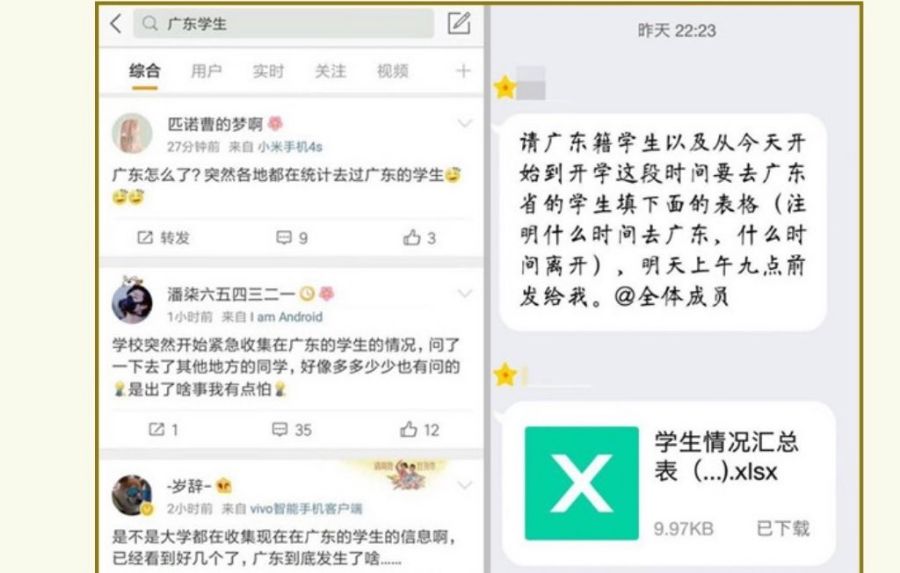 广东学生
综合 用户 实时 关注 视频
匹诺曹的梦啊
27分钟前 来自 小米手机4s
广东怎么了？突然各地都在统计去过广东的学生
转发 9 3
潘柒六五四三二一
1小时前 来自 I am Android
学校突然开始紧急收集在广东的学生的情况，问了
一下去了其他地方的同学，好像多多少少也有问的
是出了啥事我有点怕
1 35 12
-岁辞-
2小时前 来自 vivo智能手机客户端
是不是大学都在收集现在在广东的学生的信息啊，
已经看到好几个了，广东到底发生了啥......
昨天 22:23
请广东籍学生以及从今天开
始到开学这段时间要去广东
省的学生填下面的表格（注
明什么时间去广东，什么时
间离开），明天上午九点前
发给我。@全体成员
学生情况汇总
表（...).xlsx
9.97KB 已下载